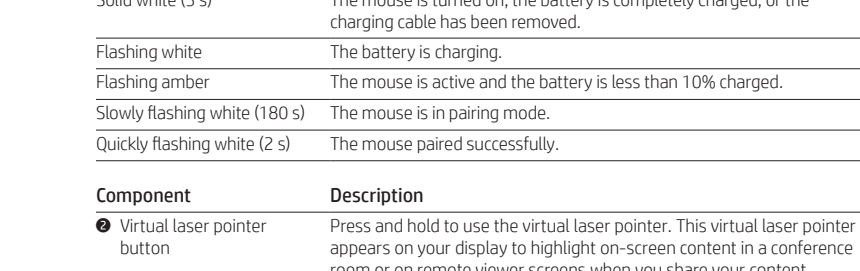 Solid white (3 s) The mouse is turned on, the battery is completely charged, or the
charging cable has been removed.
Flashing white The battery is charging.
Flashing amber The mouse is active and the battery is less than 10% charged.
Slowly flashing white (180 s) The mouse is in pairing mode.
Quickly flashing white (2 s) The mouse paired successfully.
Component Description
❷ Virtual laser pointer Press and hold to use the virtual laser pointer. This virtual laser pointer
button appears on your display to highlight on-screen content in a conference
room or on remote viewer screens when you share your content